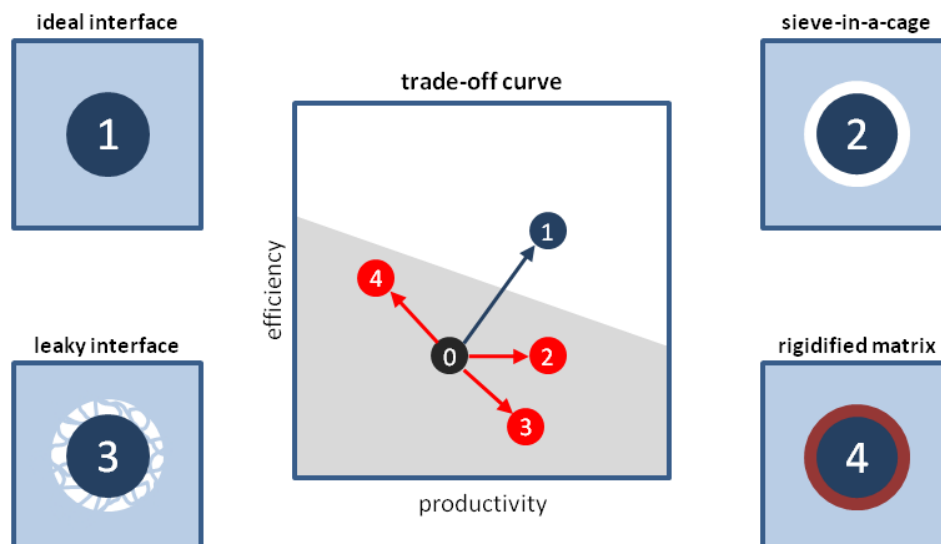 ideal interface
1
sieve-in-a-cage
2
trade-off curve
efficiency
1
4
0
2
3
productivity
leaky interface
3
rigidified matrix
4